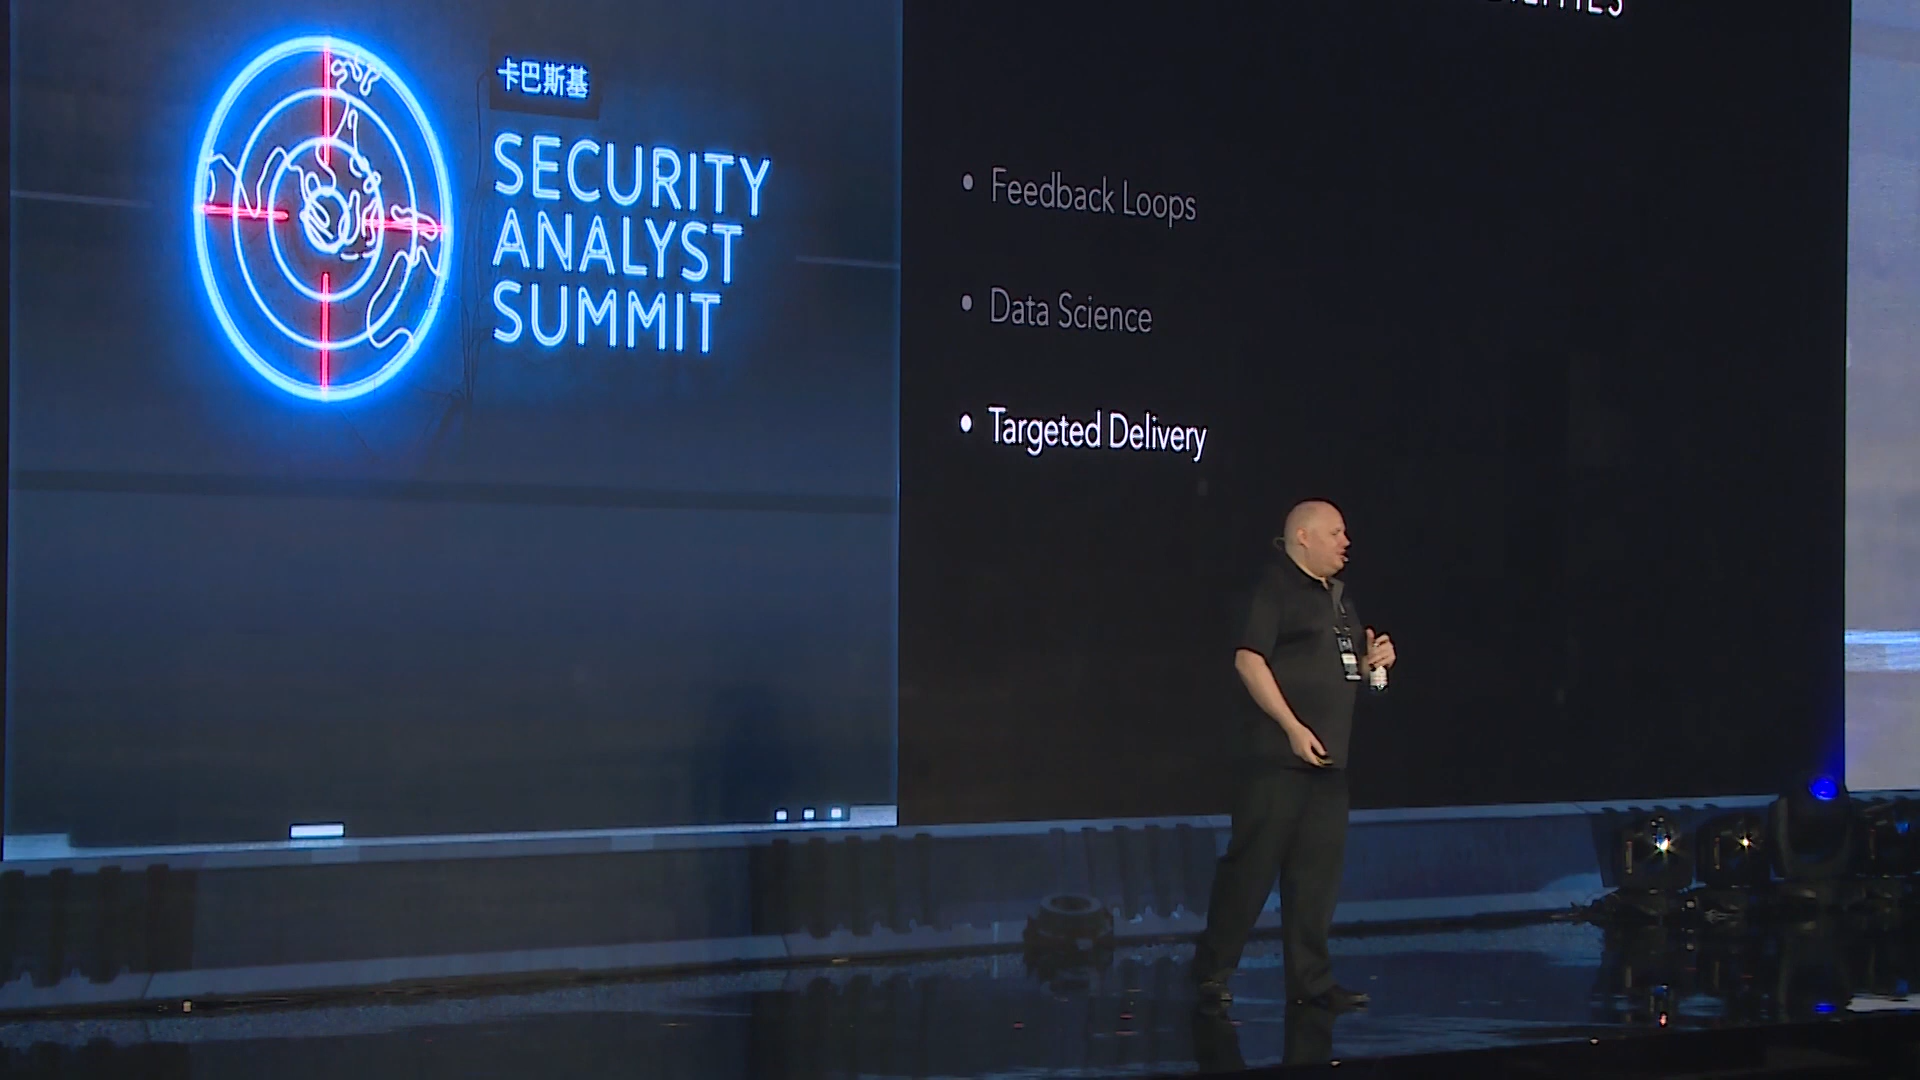 卡巴斯基
SECURITY
ANALYST
SUMMIT
• Feedback Loops
• Data Science
• Targeted Delivery